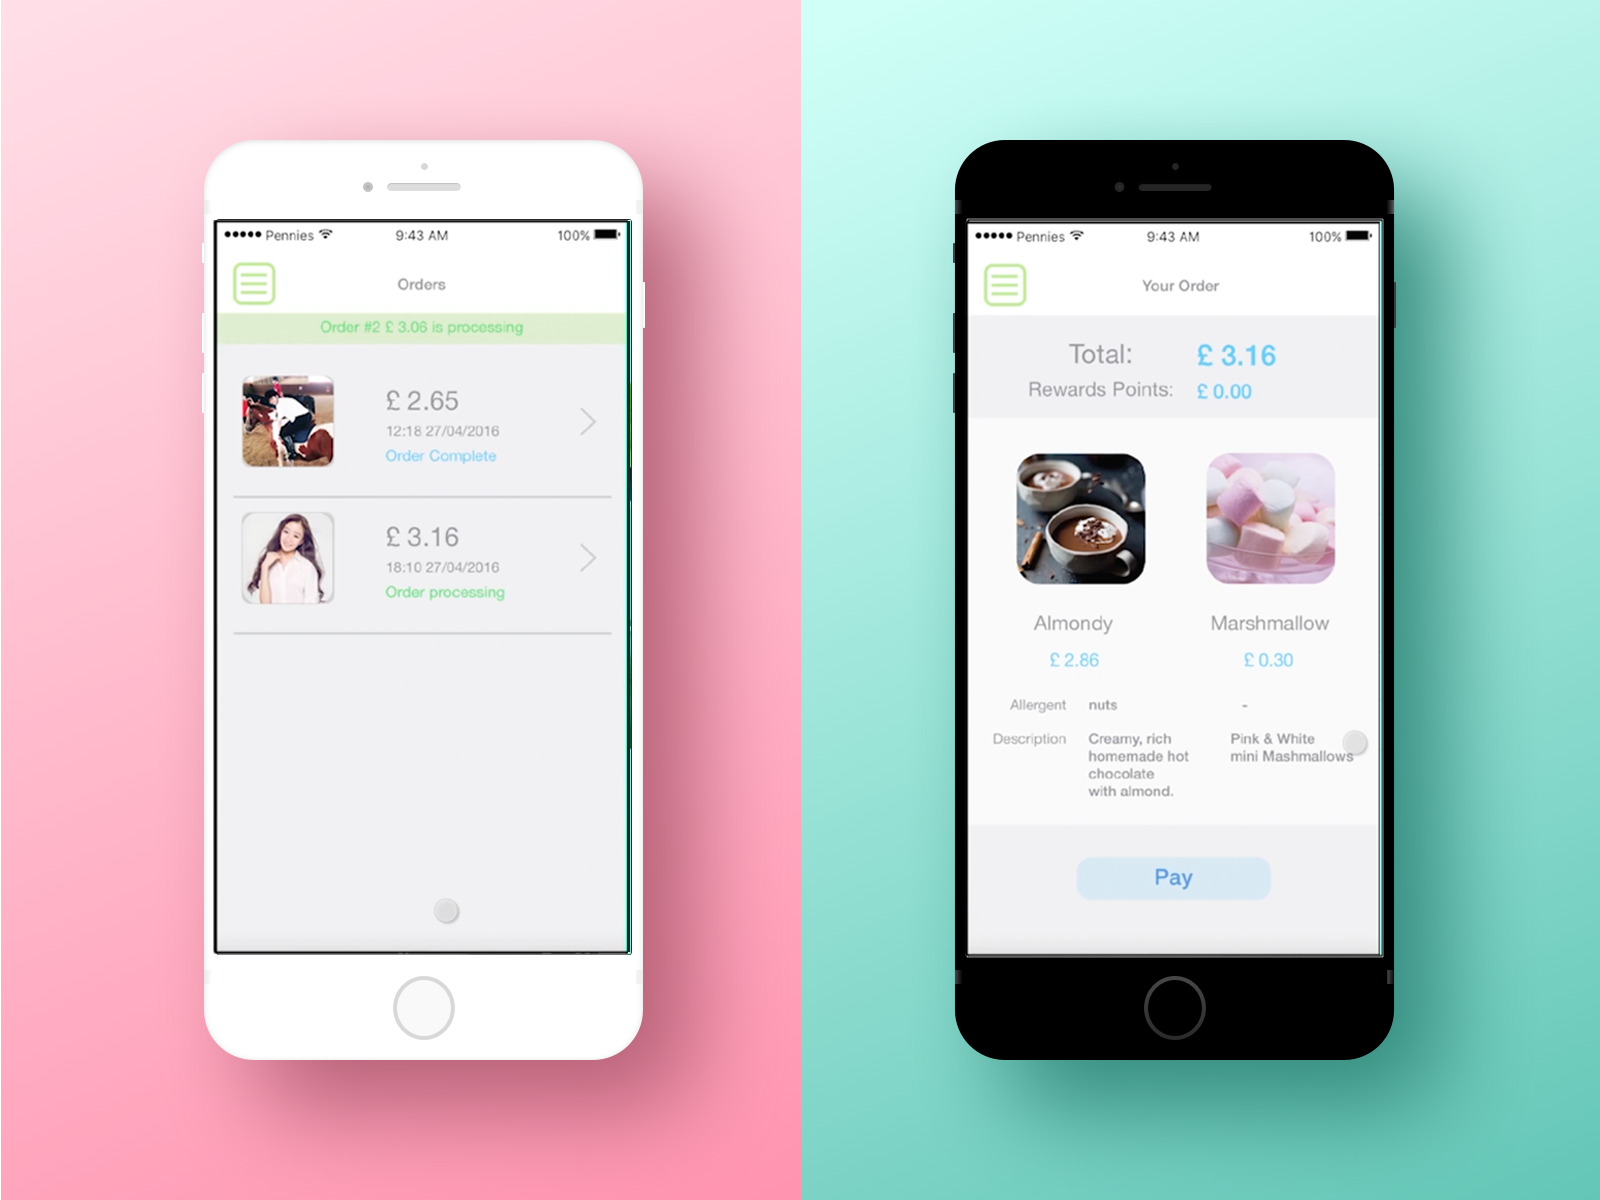 Pennies 9:43 AM 100%
Orders
Order #2 £ 3.06 is processing
£ 2.65
12:18 27/04/2016
Order Complete
£ 3.16
18:10 27/04/2016
Order processing
Pennies 9:43 AM 100%
Your Order
Total: £ 3.16
Rewards Points: £ 0.00
Almondy Marshmallow
£ 2.86 £ 0.30
Allergent nuts -
Description Creamy, rich Pink & White
homemade hot mini Mashmallows
chocolate
with almond.
Pay